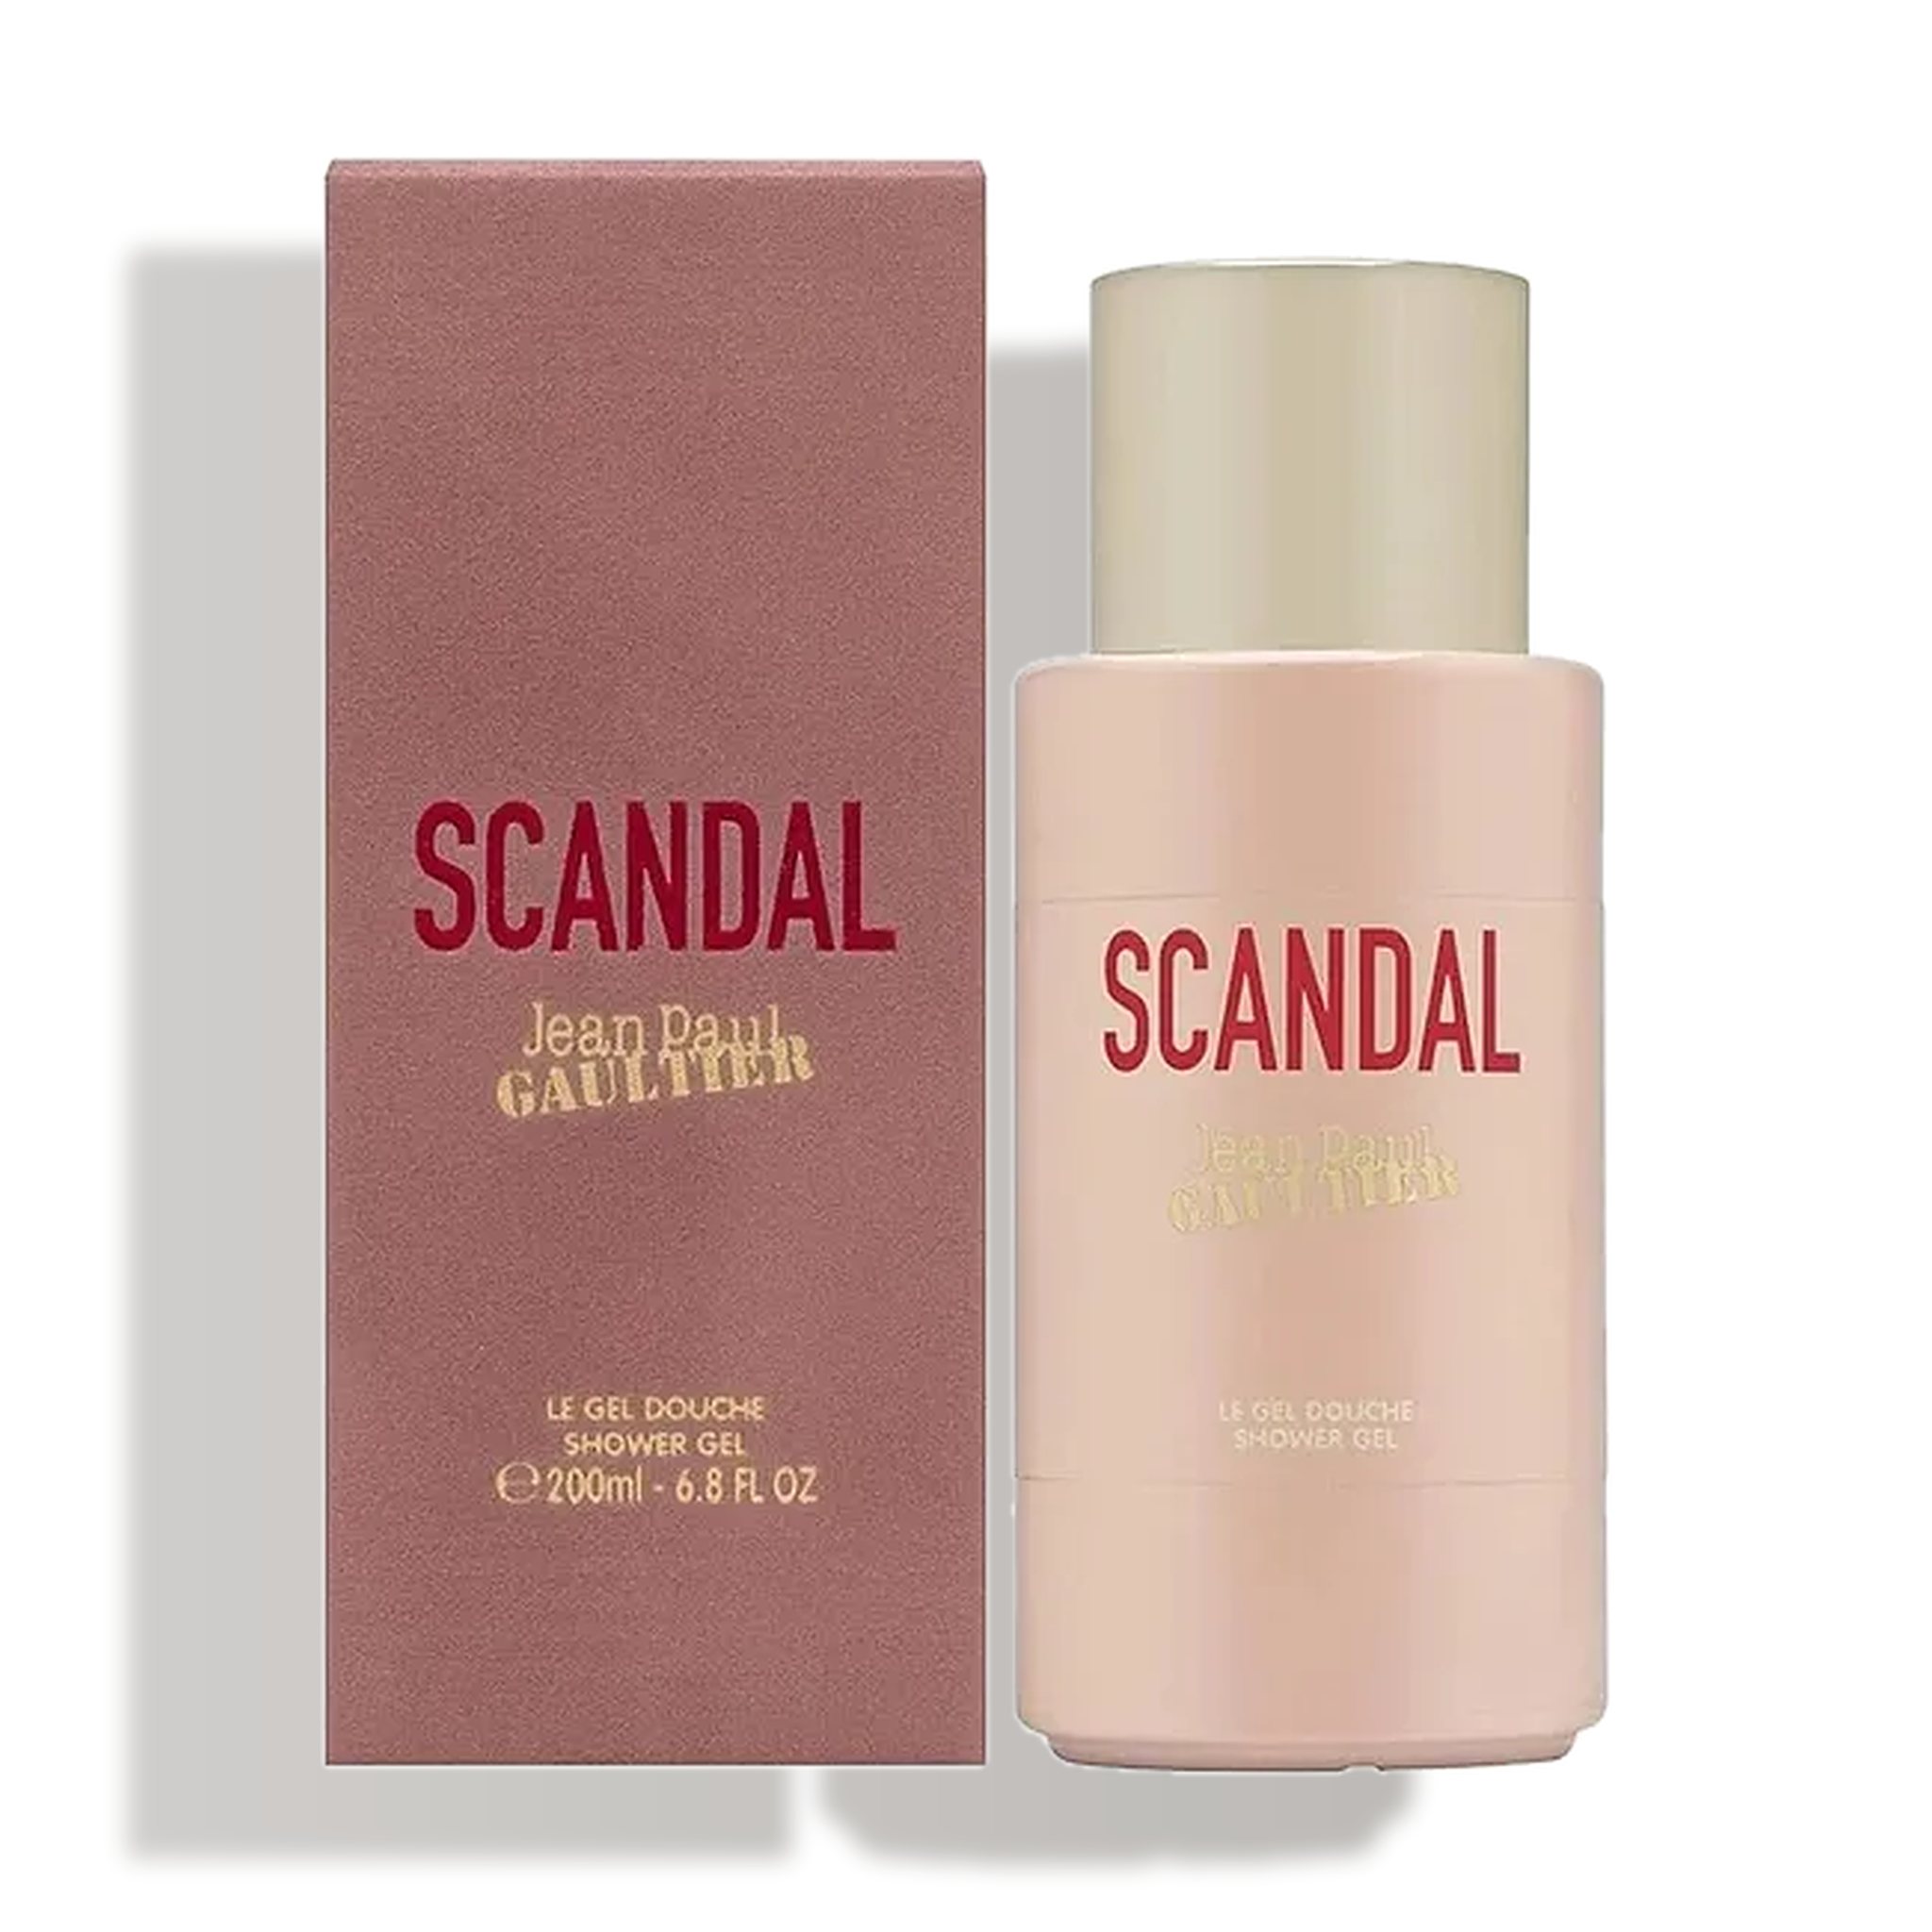 SCANDAL
Jean Paul
GAULTIER
LE GEL DOUCHE
SHOWER GEL
℮200ml - 6.8 FL OZ
SCANDAL
Jean Paul
GAULTIER
LE GEL DOUCHE
SHOWER GEL